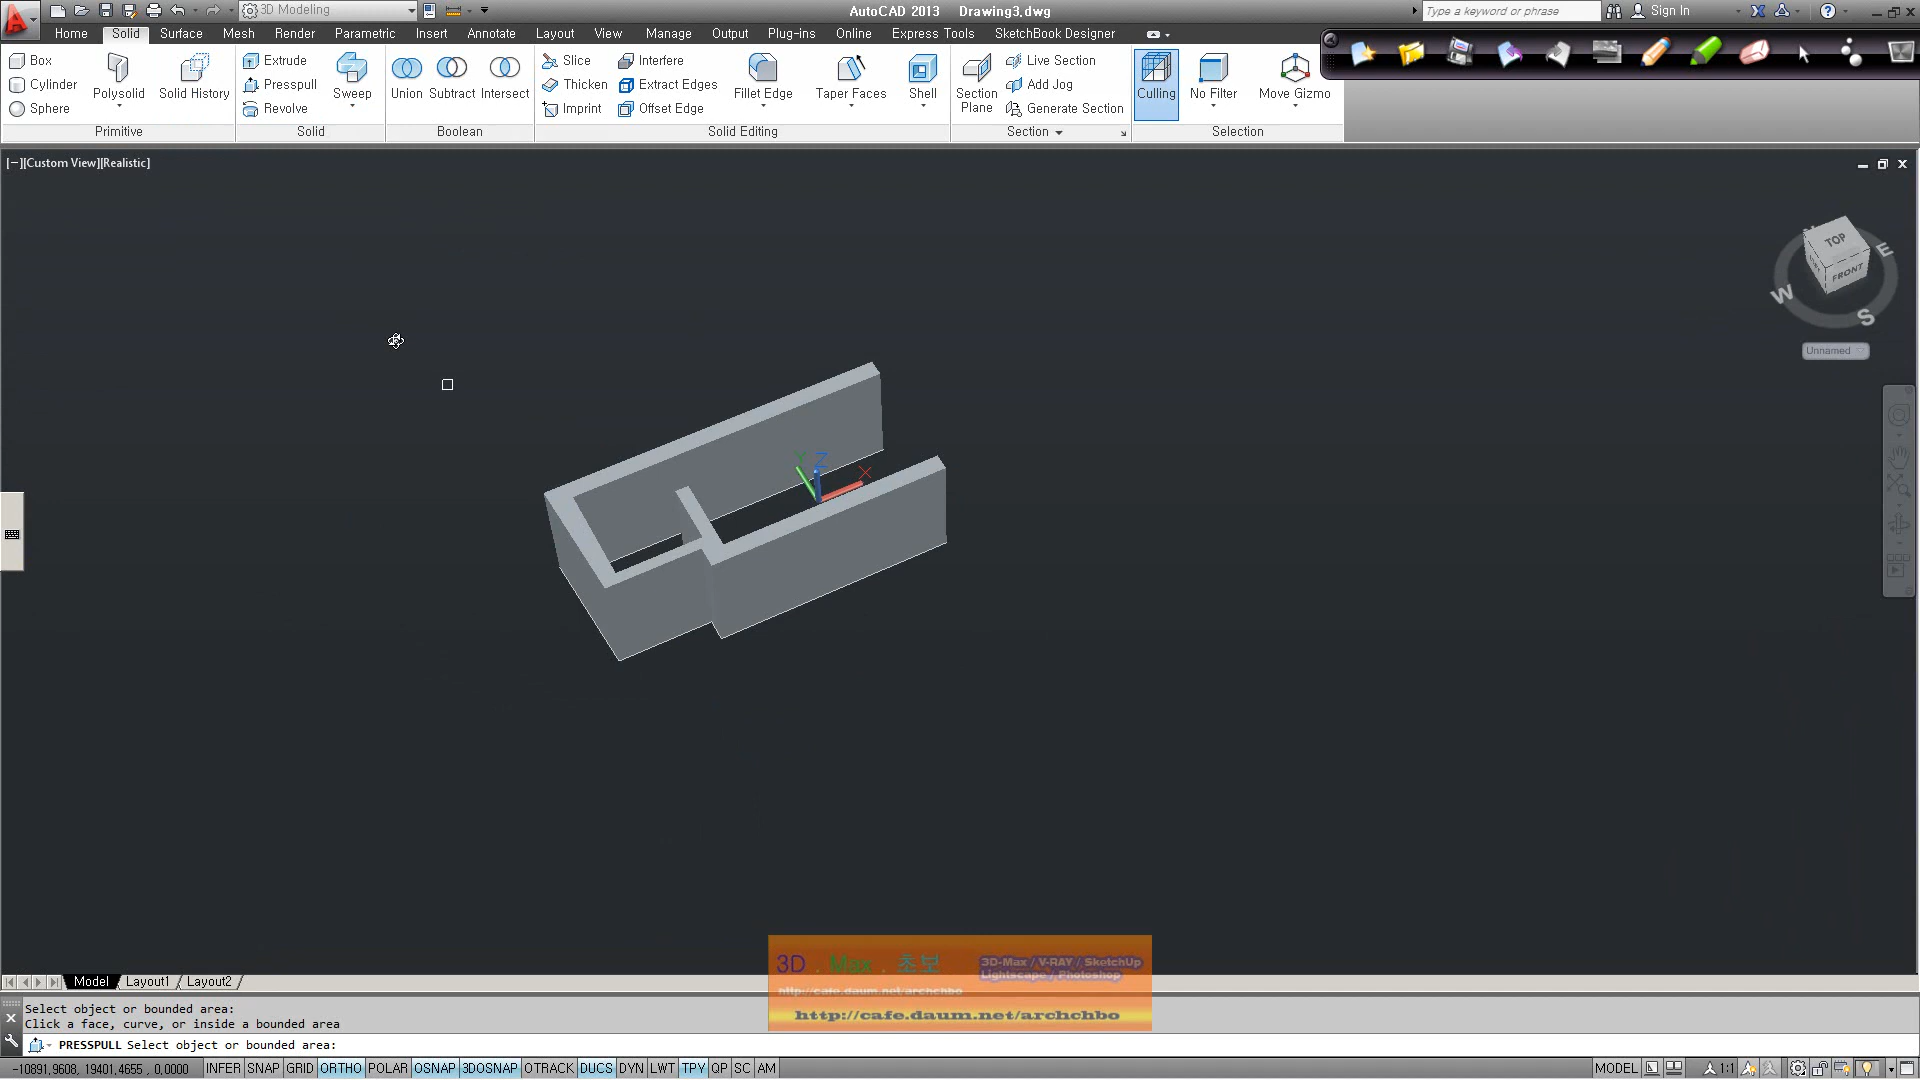 3D Modeling AutoCAD 2013 Drawing3.dwg Type a keyword or phrase Sign In
Home Solid Surface Mesh Render Parametric Insert Annotate Layout View Manage Output Plug-ins Online Express Tools SketchBook Designer
Box Extrude Slice Interfere Live Section
Cylinder Presspull Thicken Extract Edges Add Jog
Sphere Revolve Imprint Offset Edge Generate Section
Polysolid Solid History Sweep Union Subtract Intersect Fillet Edge Taper Faces Shell Section Plane Culling No Filter Move Gizmo
Primitive Solid Boolean Solid Editing Section Selection
[−][Custom View][Realistic]
TOP
FRONT
E
W
S
Unnamed
Y Z X
Model Layout1 Layout2
3D . Max . 초보 3D-Max / V-RAY / SketchUp
Lightscape / Photoshop
http://cafe.daum.net/archchbo
http://cafe.daum.net/archchbo
Select object or bounded area:
Click a face, curve, or inside a bounded area
PRESSPULL Select object or bounded area:
-10891,9608, 19401,4655 , 0,0000 INFER SNAP GRID ORTHO POLAR OSNAP 3DOSNAP OTRACK DUCS DYN LWT TPY QP SC AM MODEL 1:1